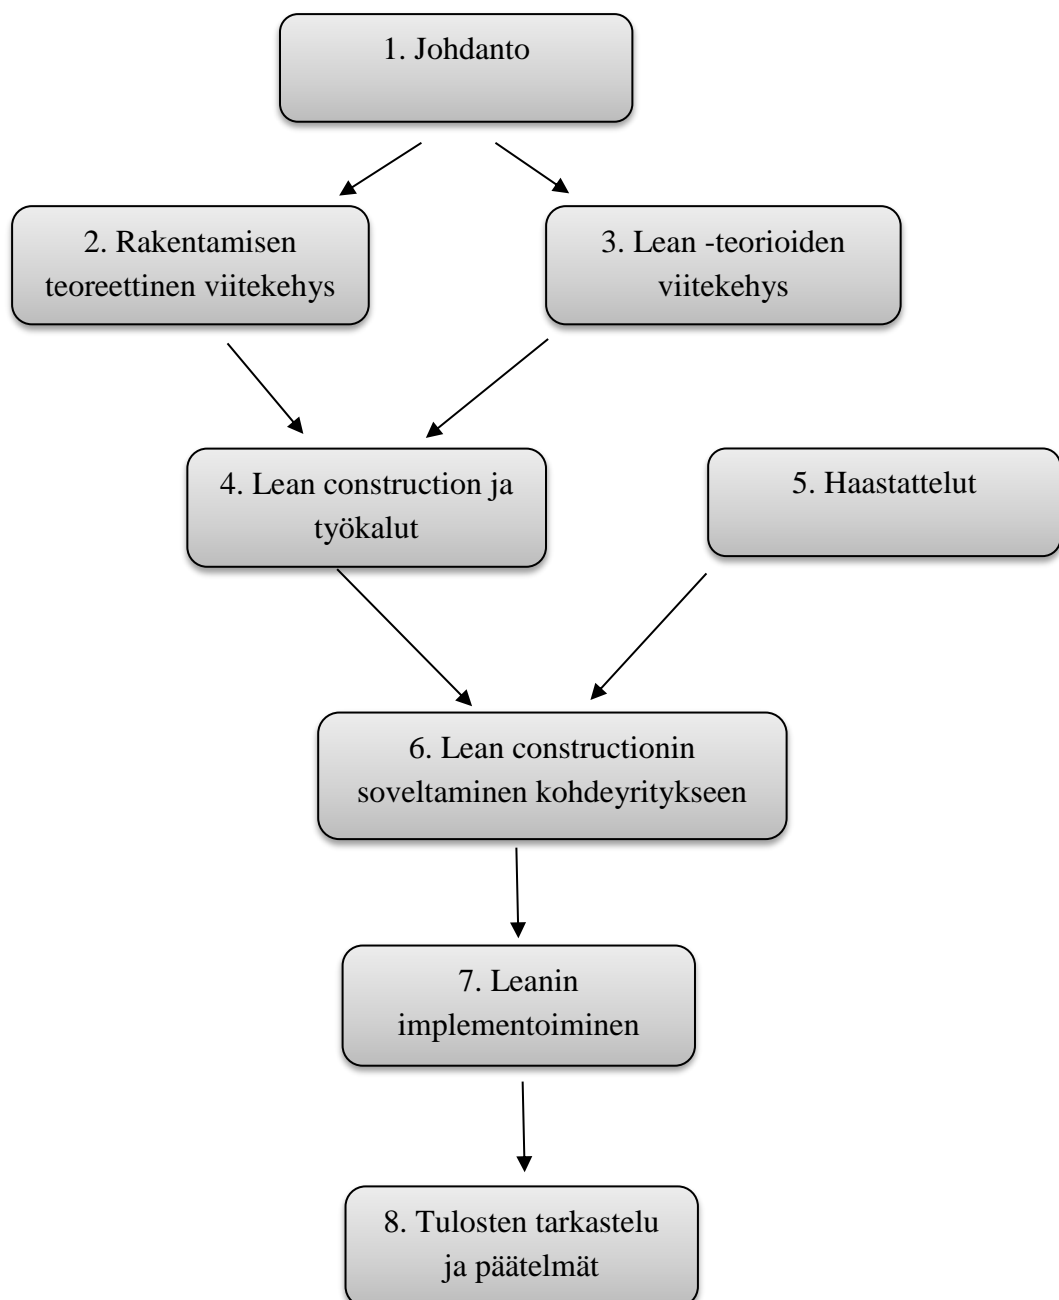 1. Johdanto
2. Rakentamisen
teoreettinen viitekehys
3. Lean -teorioiden
viitekehys
4. Lean construction ja
työkalut
5. Haastattelut
6. Lean constructionin
soveltaminen kohdeyritykseen
7. Leanin
implementoiminen
8. Tulosten tarkastelu
ja päätelmät